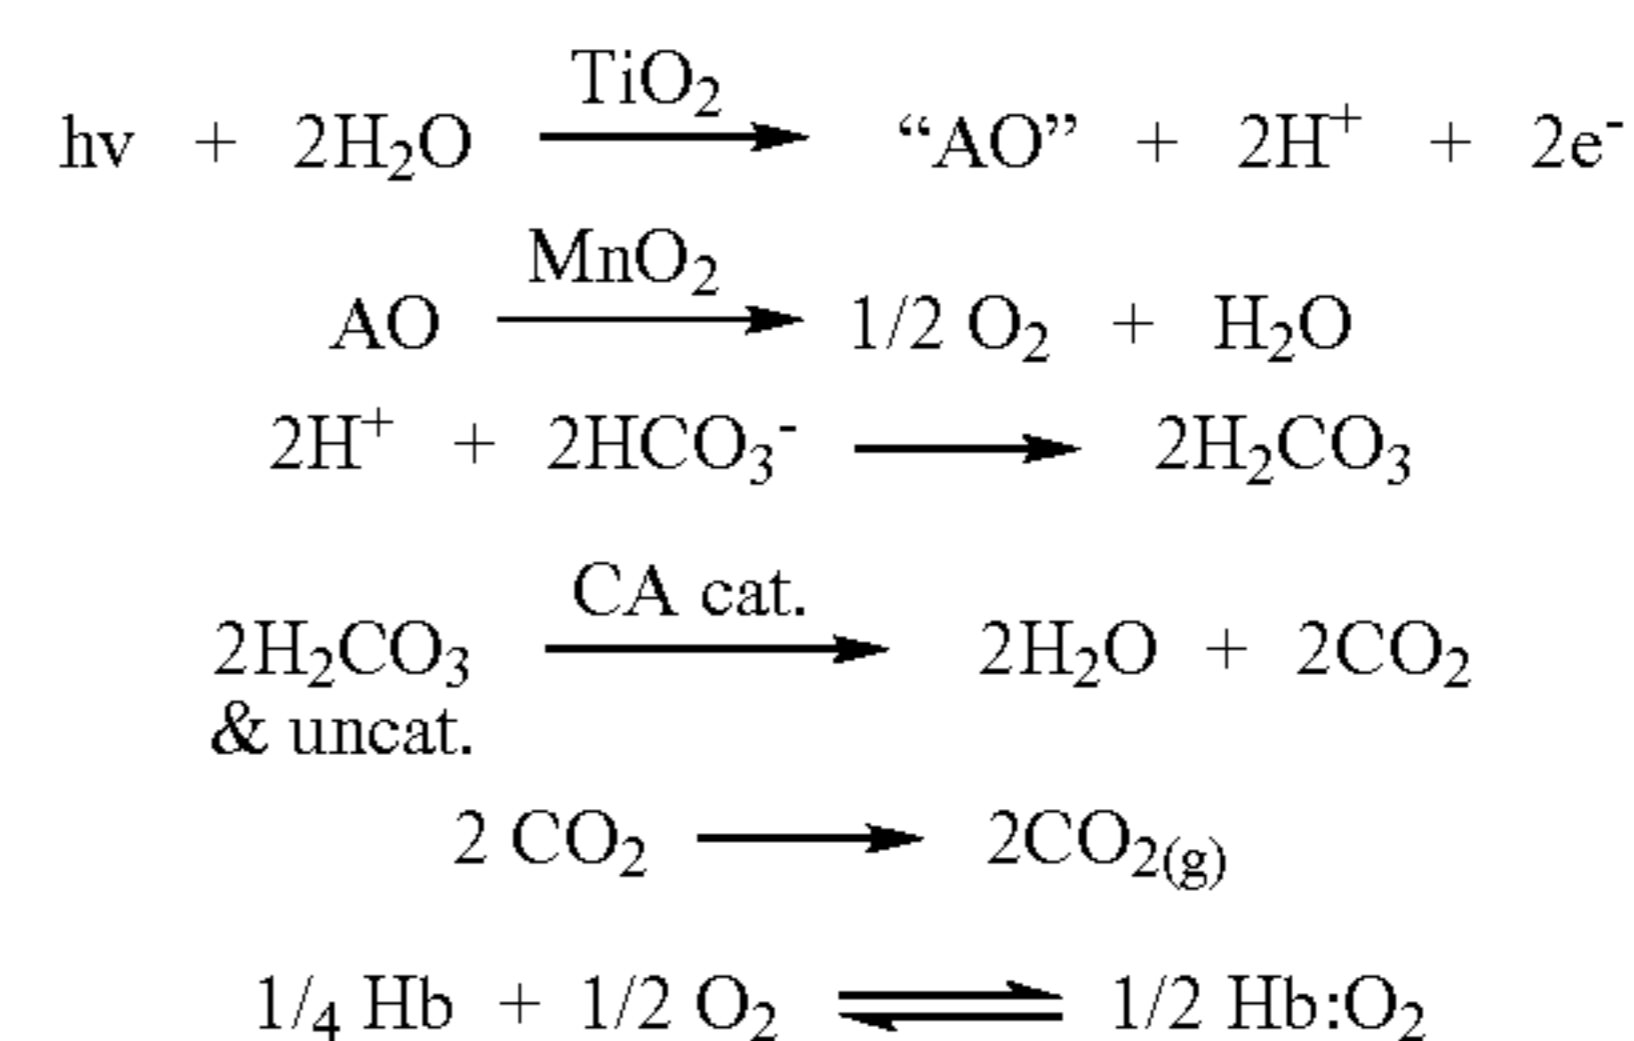 TiO₂
hv + 2H₂O → “AO” + 2H⁺ + 2e⁻
MnO₂
AO → 1/2 O₂ + H₂O
2H⁺ + 2HCO₃⁻ → 2H₂CO₃
CA cat.
2H₂CO₃ → 2H₂O + 2CO₂
& uncat.
2 CO₂ → 2CO₂₍g₎
1/₄ Hb + 1/2 O₂ ⇌ 1/2 Hb:O₂